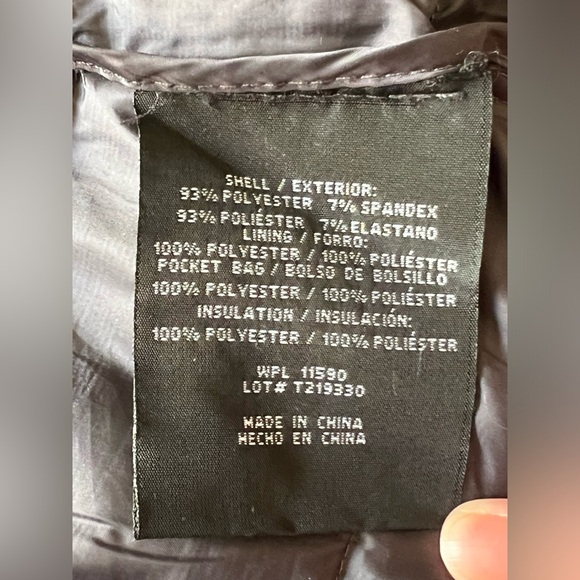 SHELL / EXTERIOR:
93% POLYESTER 7% SPANDEX
93% POLIÉSTER 7% ELASTANO
LINING / FORRO:
100% POLYESTER / 100% POLIÉSTER
POCKET BAG / BOLSO DE BOLSILLO
100% POLYESTER / 100% POLIÉSTER
INSULATION / INSULACIÓN:
100% POLYESTER / 100% POLIÉSTER
WPL 11590
LOT# T219330
MADE IN CHINA
HECHO EN CHINA